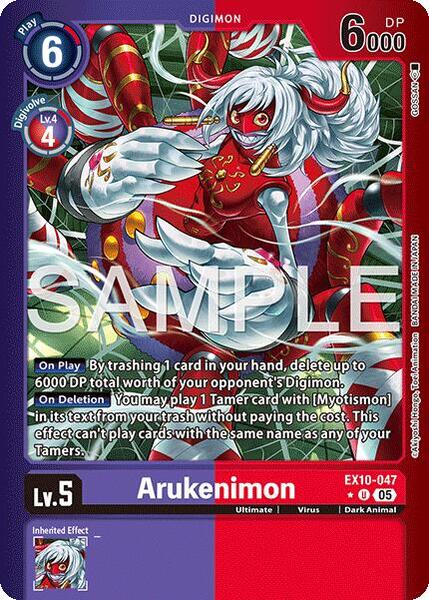 DIGIMON
Play
6
DP
6000
Digivolve
Lv.4
4
GOSSAN
©Akiyoshi Hongo, Toei Animation BANDAI MADE IN JAPAN
SAMPLE
On Play By trashing 1 card in your hand, delete up to
6000 DP total worth of your opponent's Digimon.
On Deletion You may play 1 Tamer card with [Myotismon]
in its text from your trash without paying the cost. This
effect can't play cards with the same name as any of your
Tamers.
Lv.5
Arukenimon
EX10-047
U 05
Ultimate | Virus | Dark Animal
Inherited Effect
–